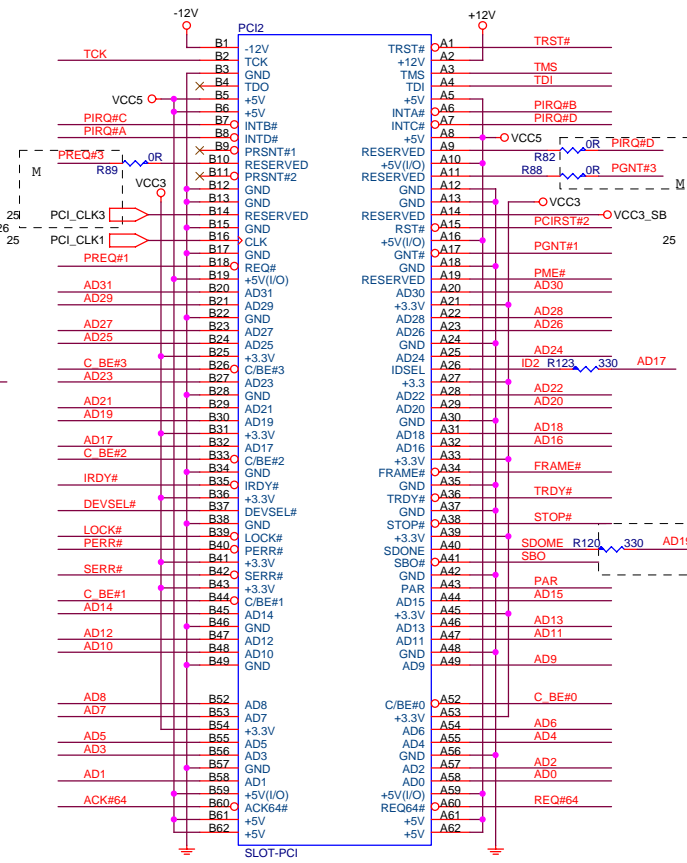 -12V
+12V
PCI2
B1 -12V TRST# A1 TRST#
TCK B2 TCK +12V A2
B3 GND TMS A3 TMS
B4 TDO TDI A4 TDI
VCC5 B5 +5V +5V A5
B6 +5V INTA# A6 PIRQ#B
PIRQ#C B7 INTB# INTC# A7 PIRQ#D
PIRQ#A B8 INTD# +5V A8 VCC5
B9 PRSNT#1 RESERVED A9 R82 0R PIRQ#D
M PREQ#3 R89 0R B10 RESERVED +5V(I/O) A10
B11 PRSNT#2 RESERVED A11 R88 0R PGNT#3 M
VCC3 B12 GND GND A12
B13 GND GND A13 VCC3
25 PCI_CLK3 B14 RESERVED RESERVED A14 VCC3_SB
26
B15 GND RST# A15 PCIRST#2
25 PCI_CLK1 B16 CLK +5V(I/O) A16 25
B17 GND GNT# A17 PGNT#1
PREQ#1 B18 REQ# GND A18
B19 +5V(I/O) RESERVED A19 PME#
AD31 B20 AD31 AD30 A20 AD30
AD29 B21 AD29 +3.3V A21
B22 GND AD28 A22 AD28
AD27 B23 AD27 AD26 A23 AD26
AD25 B24 AD25 GND A24
B25 +3.3V AD24 A25 AD24
C_BE#3 B26 C/BE#3 IDSEL A26 ID2 R123 330 AD17
AD23 B27 AD23 +3.3 A27
B28 GND AD22 A28 AD22
AD21 B29 AD21 AD20 A29 AD20
AD19 B30 AD19 GND A30
B31 +3.3V AD18 A31 AD18
AD17 B32 AD17 AD16 A32 AD16
C_BE#2 B33 C/BE#2 +3.3V A33
B34 GND FRAME# A34 FRAME#
IRDY# B35 IRDY# GND A35
B36 +3.3V TRDY# A36 TRDY#
DEVSEL# B37 DEVSEL# GND A37
B38 GND STOP# A38 STOP#
LOCK# B39 LOCK# +3.3V A39
PERR# B40 PERR# SDONE A40 SDOME R120 330 AD19
B41 +3.3V SBO# A41 SBO
SERR# B42 SERR# GND A42
B43 +3.3V PAR A43 PAR
C_BE#1 B44 C/BE#1 AD15 A44 AD15
AD14 B45 AD14 +3.3V A45
B46 GND AD13 A46 AD13
AD12 B47 AD12 AD11 A47 AD11
AD10 B48 AD10 GND A48
B49 GND AD9 A49 AD9
AD8 B52 AD8 C/BE#0 A52 C_BE#0
AD7 B53 AD7 +3.3V A53
B54 +3.3V AD6 A54 AD6
AD5 B55 AD5 AD4 A55 AD4
AD3 B56 AD3 GND A56
B57 GND AD2 A57 AD2
AD1 B58 AD1 AD0 A58 AD0
B59 +5V(I/O) +5V(I/O) A59
ACK#64 B60 ACK64# REQ64# A60 REQ#64
B61 +5V +5V A61
B62 +5V +5V A62
SLOT-PCI